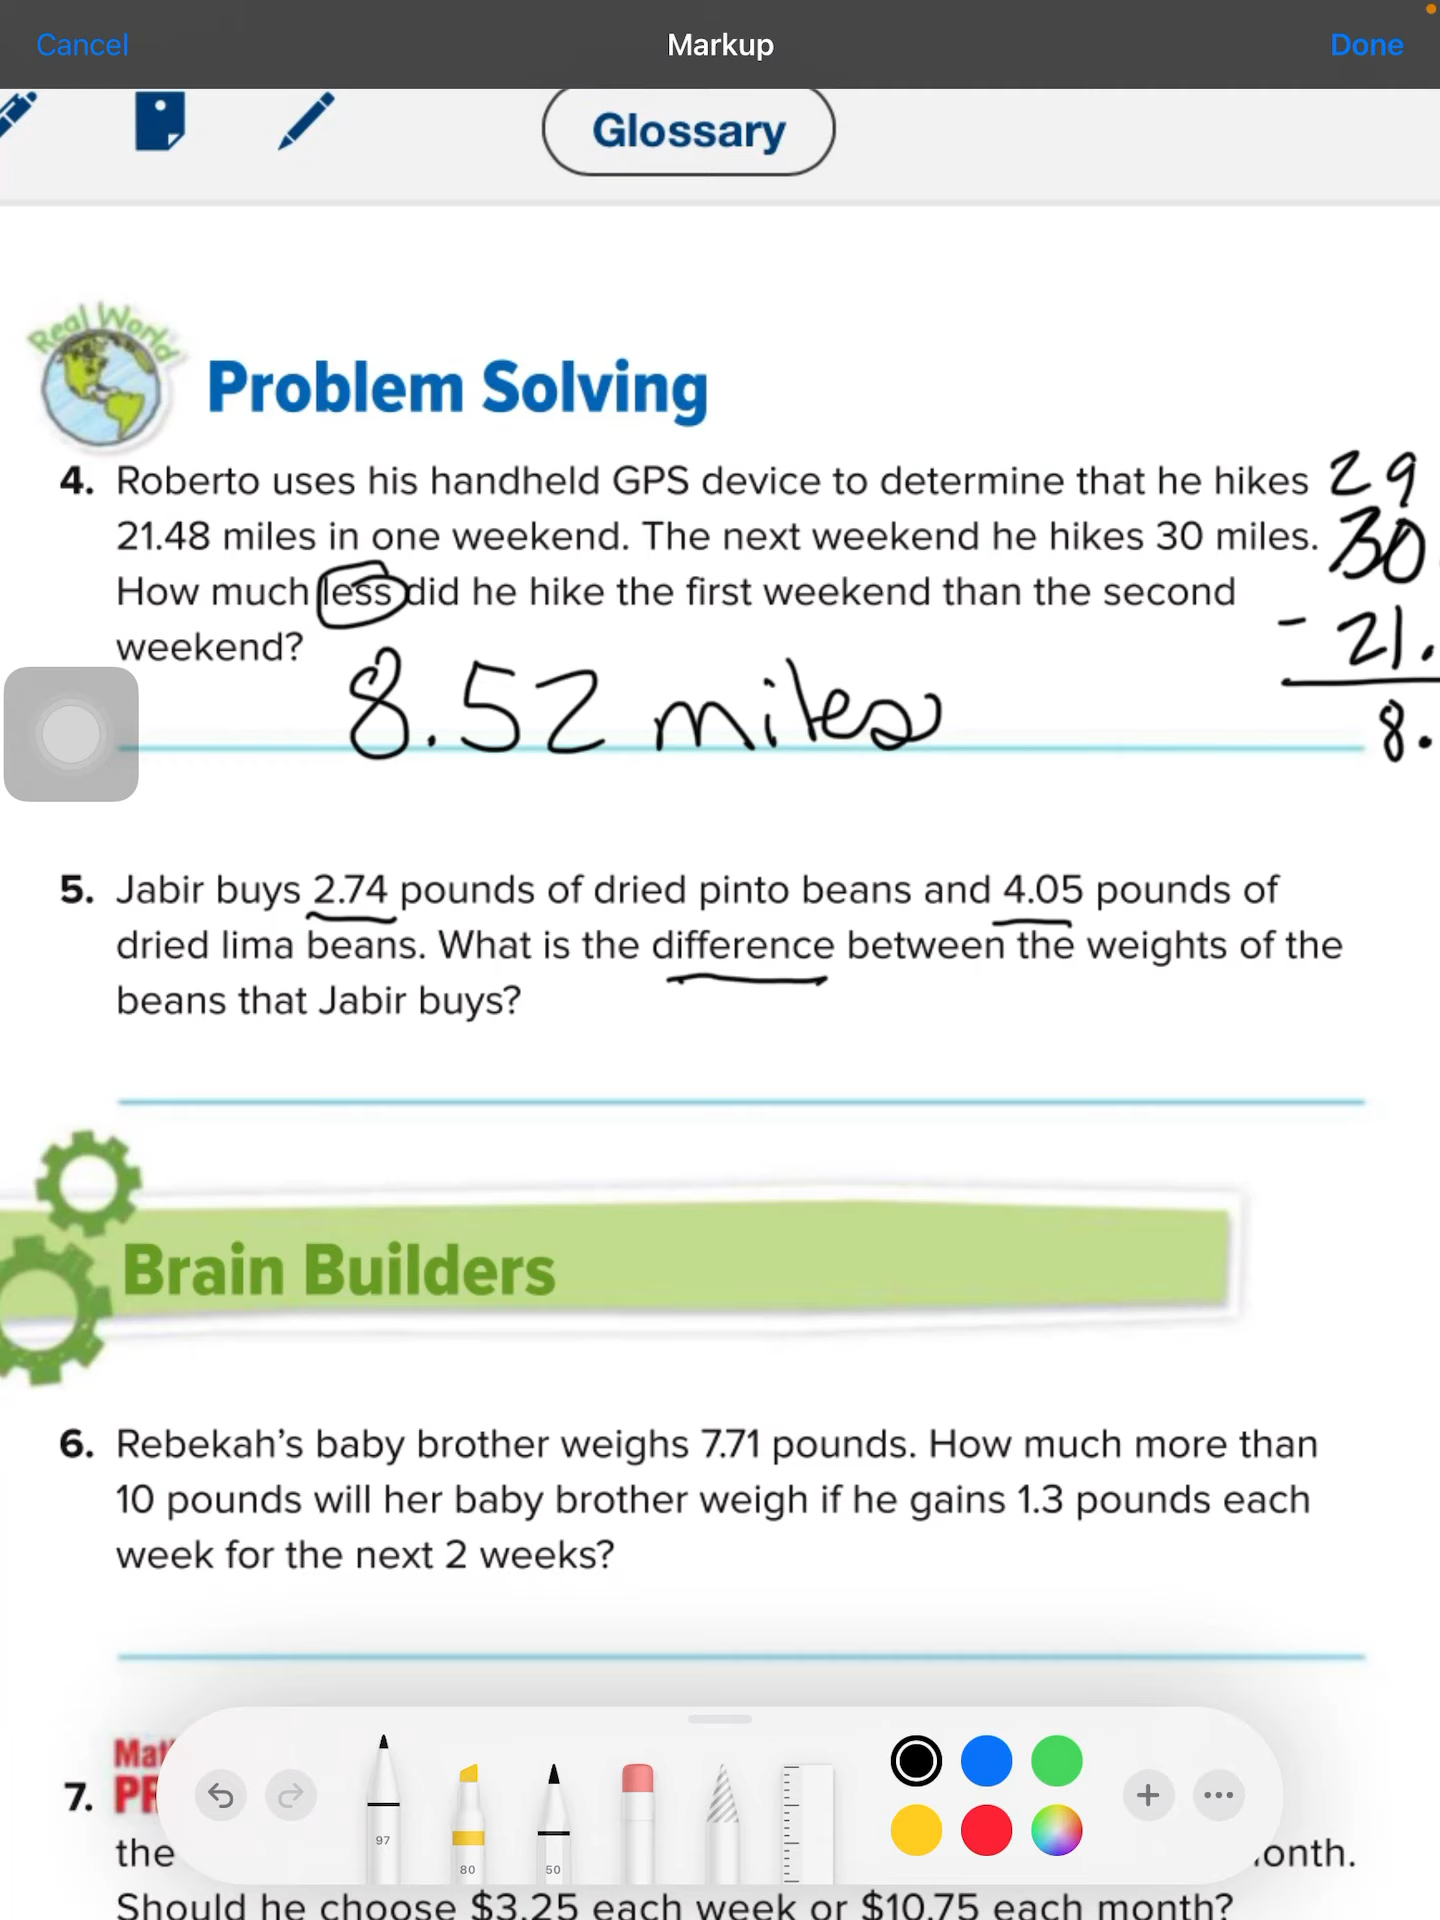 Cancel
Markup
Done
Glossary
Real World
Problem Solving
4. Roberto uses his handheld GPS device to determine that he hikes
21.48 miles in one weekend. The next weekend he hikes 30 miles.
How much less did he hike the first weekend than the second
weekend?
29
30
- 21.
8.
8.52 miles
5. Jabir buys 2.74 pounds of dried pinto beans and 4.05 pounds of
dried lima beans. What is the difference between the weights of the
beans that Jabir buys?
Brain Builders
6. Rebekah's baby brother weighs 7.71 pounds. How much more than
10 pounds will her baby brother weigh if he gains 1.3 pounds each
week for the next 2 weeks?
7.
the
97
80
50
onth.
Should he choose $3.25 each week or $10.75 each month?